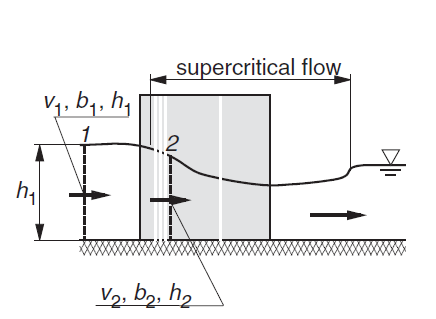 supercritical flow
v₁, b₁, h₁
1
2
h₁
v₂, b₂, h₂